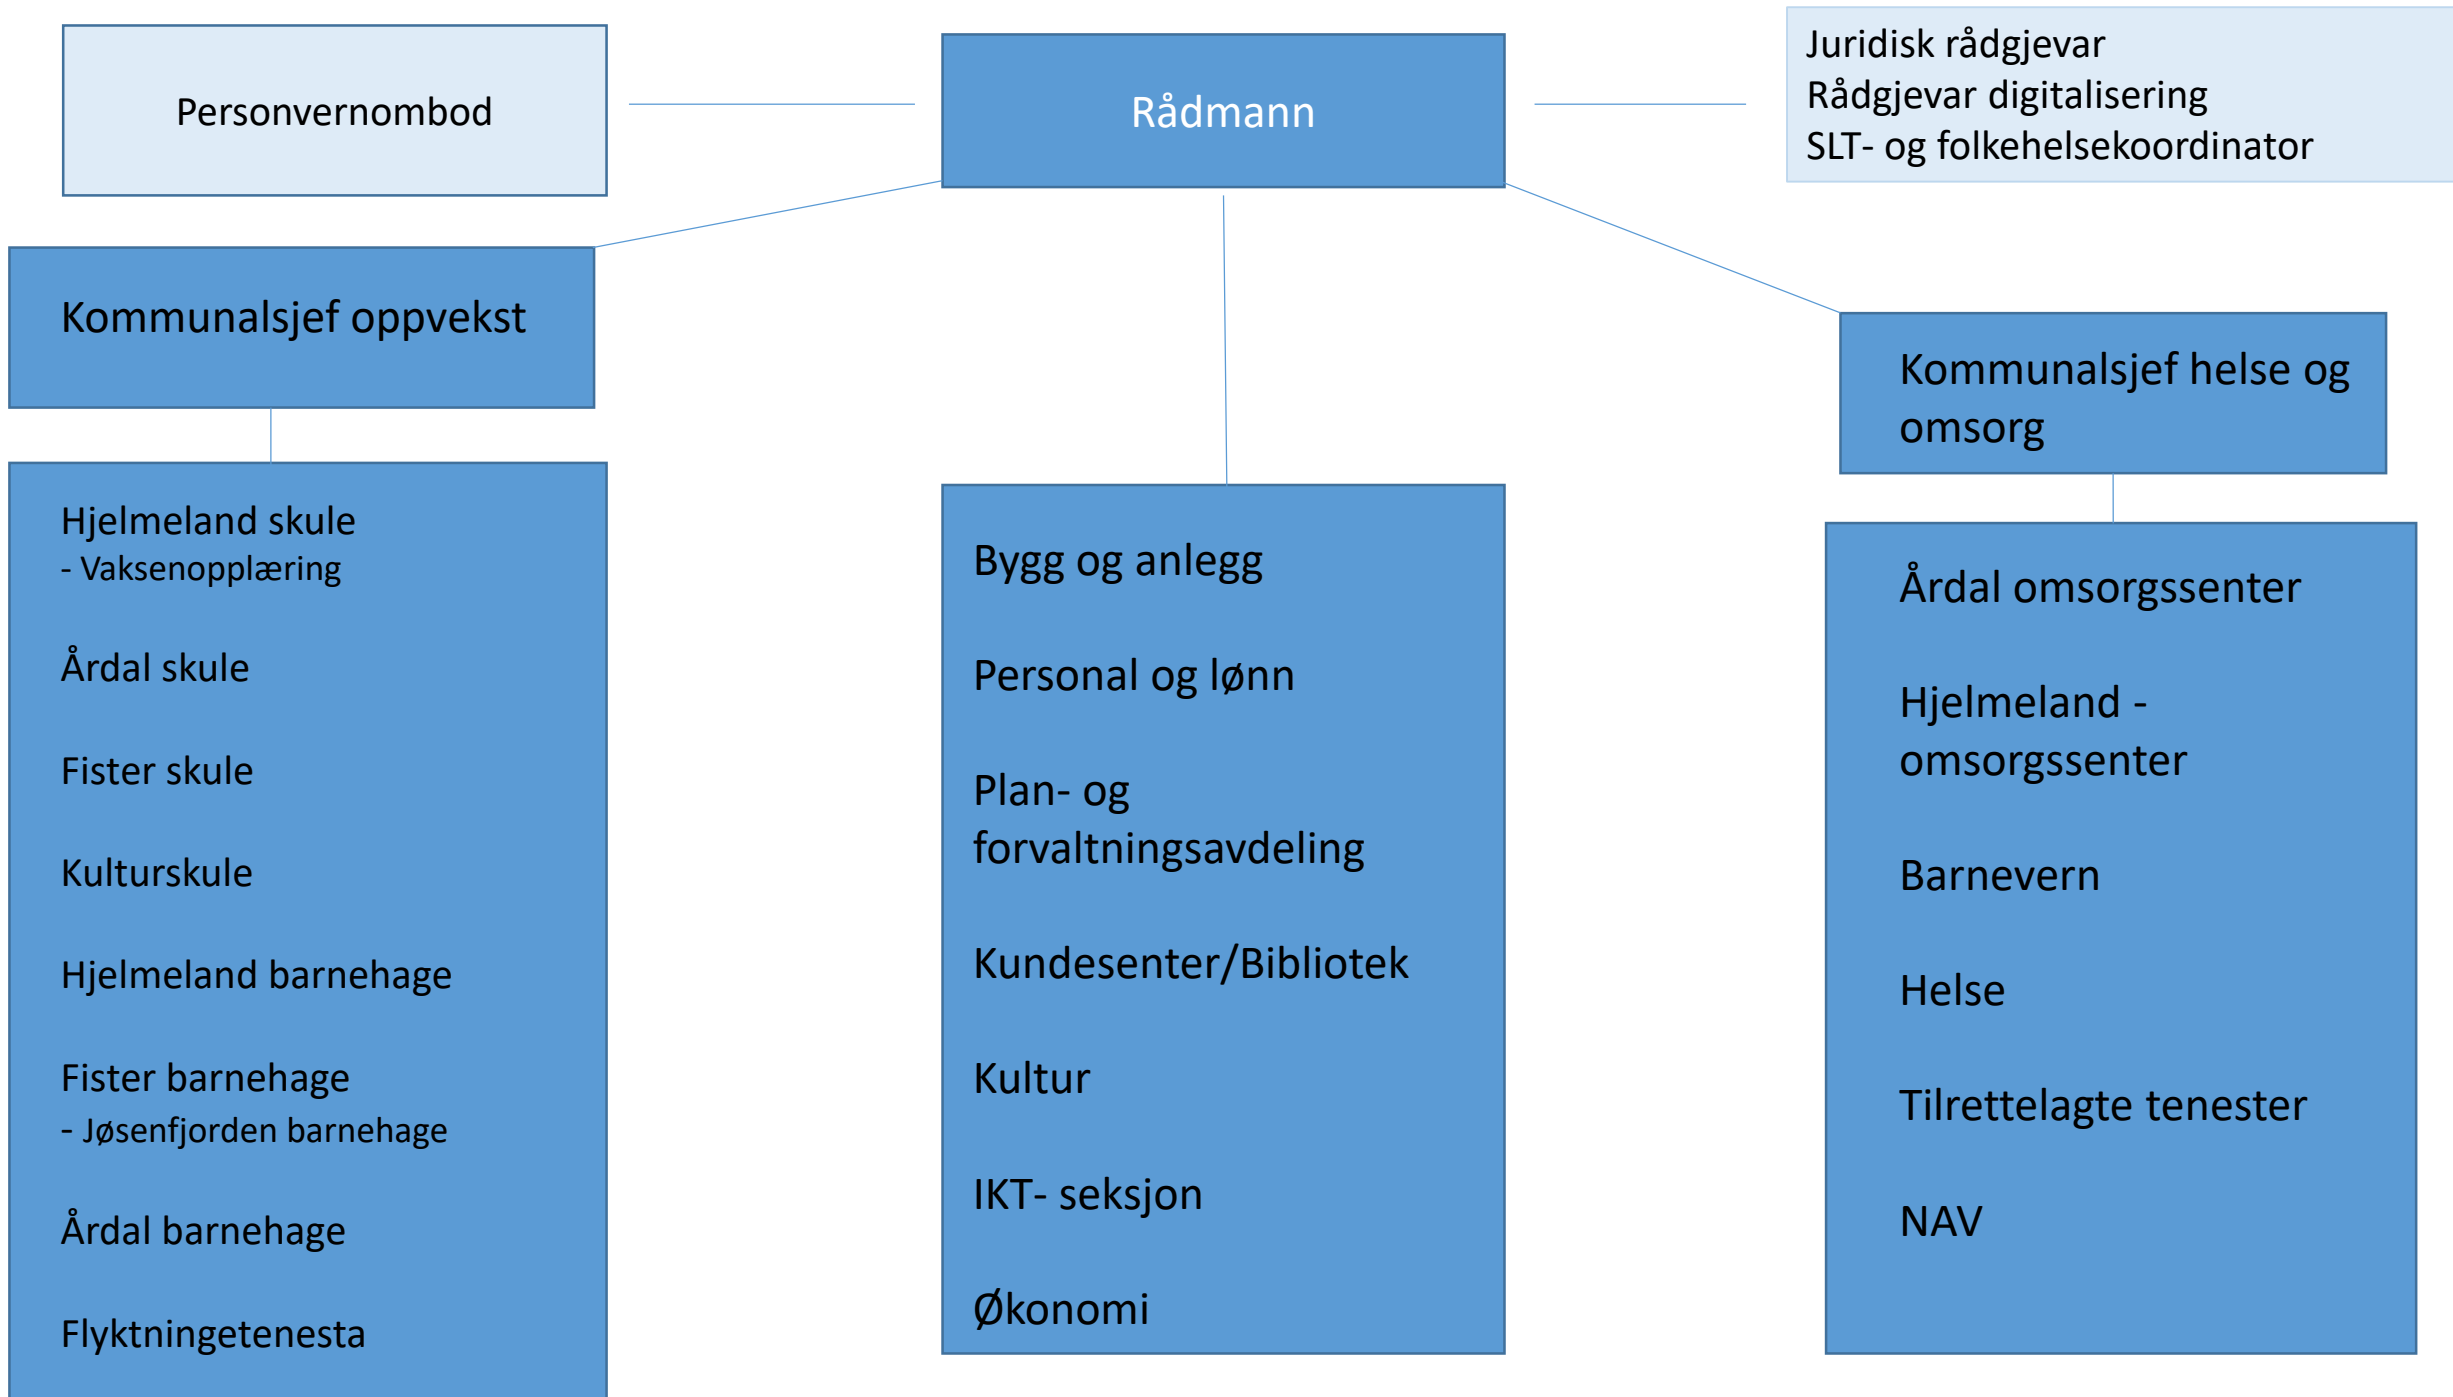 Personvernombod
Rådmann
Juridisk rådgjevar
Rådgjevar digitalisering
SLT- og folkehelsekoordinator
Kommunalsjef oppvekst
Kommunalsjef helse og
omsorg
Hjelmeland skule
- Vaksenopplæring
Årdal skule
Fister skule
Kulturskule
Hjelmeland barnehage
Fister barnehage
- Jøsenfjorden barnehage
Årdal barnehage
Flyktningetenesta
Bygg og anlegg
Personal og lønn
Plan- og
forvaltningsavdeling
Kundesenter/Bibliotek
Kultur
IKT- seksjon
Økonomi
Årdal omsorgssenter
Hjelmeland -
omsorgssenter
Barnevern
Helse
Tilrettelagte tenester
NAV